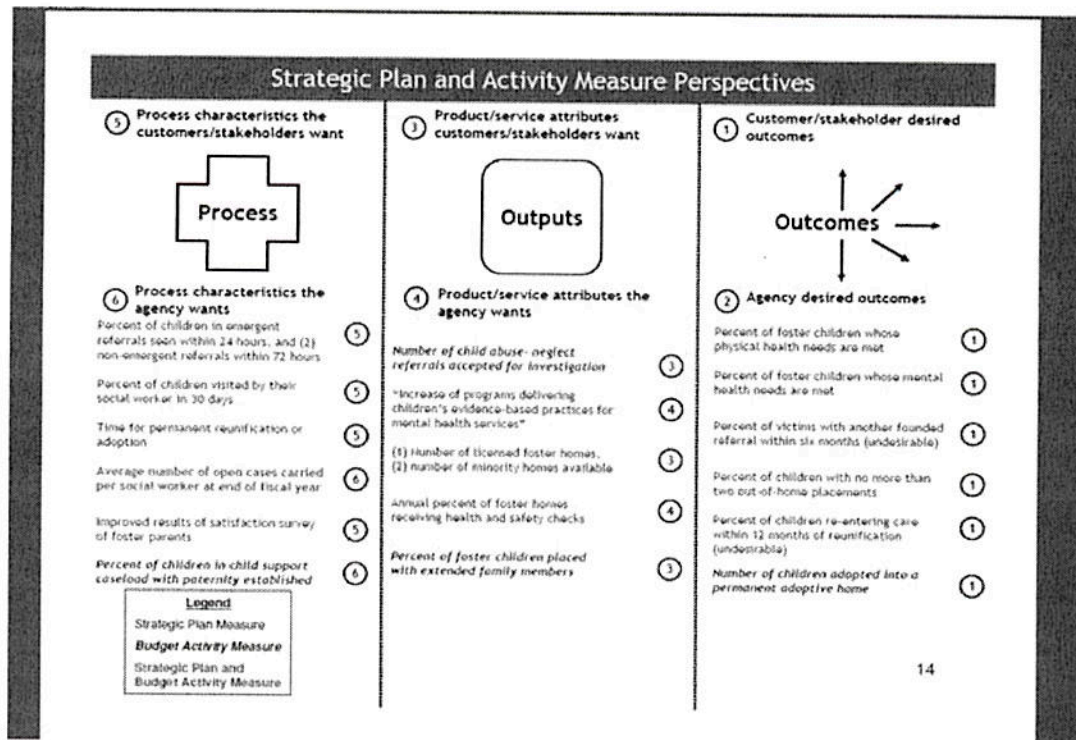 Strategic Plan and Activity Measure Perspectives
5 Process characteristics the
customers/stakeholders want
Process
6 Process characteristics the
agency wants
Percent of children in emergent
referrals seen within 24 hours, and (2)
non-emergent referrals within 72 hours
5
Percent of children visited by their
social worker in 30 days
5
Time for permanent reunification or
adoption
5
Average number of open cases carried
per social worker at end of fiscal year
6
Improved results of satisfaction survey
of foster parents
5
Percent of children in child support
caseload with paternity established
6
Legend
Strategic Plan Measure
Budget Activity Measure
Strategic Plan and
Budget Activity Measure
3 Product/service attributes
customers/stakeholders want
Outputs
4 Product/service attributes the
agency wants
Number of child abuse- neglect
referrals accepted for investigation
3
"Increase of programs delivering
children's evidence-based practices for
mental health services"
4
(1) Number of licensed foster homes,
(2) number of minority homes available
3
Annual percent of foster homes
receiving health and safety checks
4
Percent of foster children placed
with extended family members
3
1 Customer/stakeholder desired
outcomes
Outcomes
2 Agency desired outcomes
Percent of foster children whose
physical health needs are met
1
Percent of foster children whose mental
health needs are met
1
Percent of victims with another founded
referral within six months (undesirable)
1
Percent of children with no more than
two out-of-home placements
1
Percent of children re-entering care
within 12 months of reunification
(undesirable)
1
Number of children adopted into a
permanent adoptive home
1
14